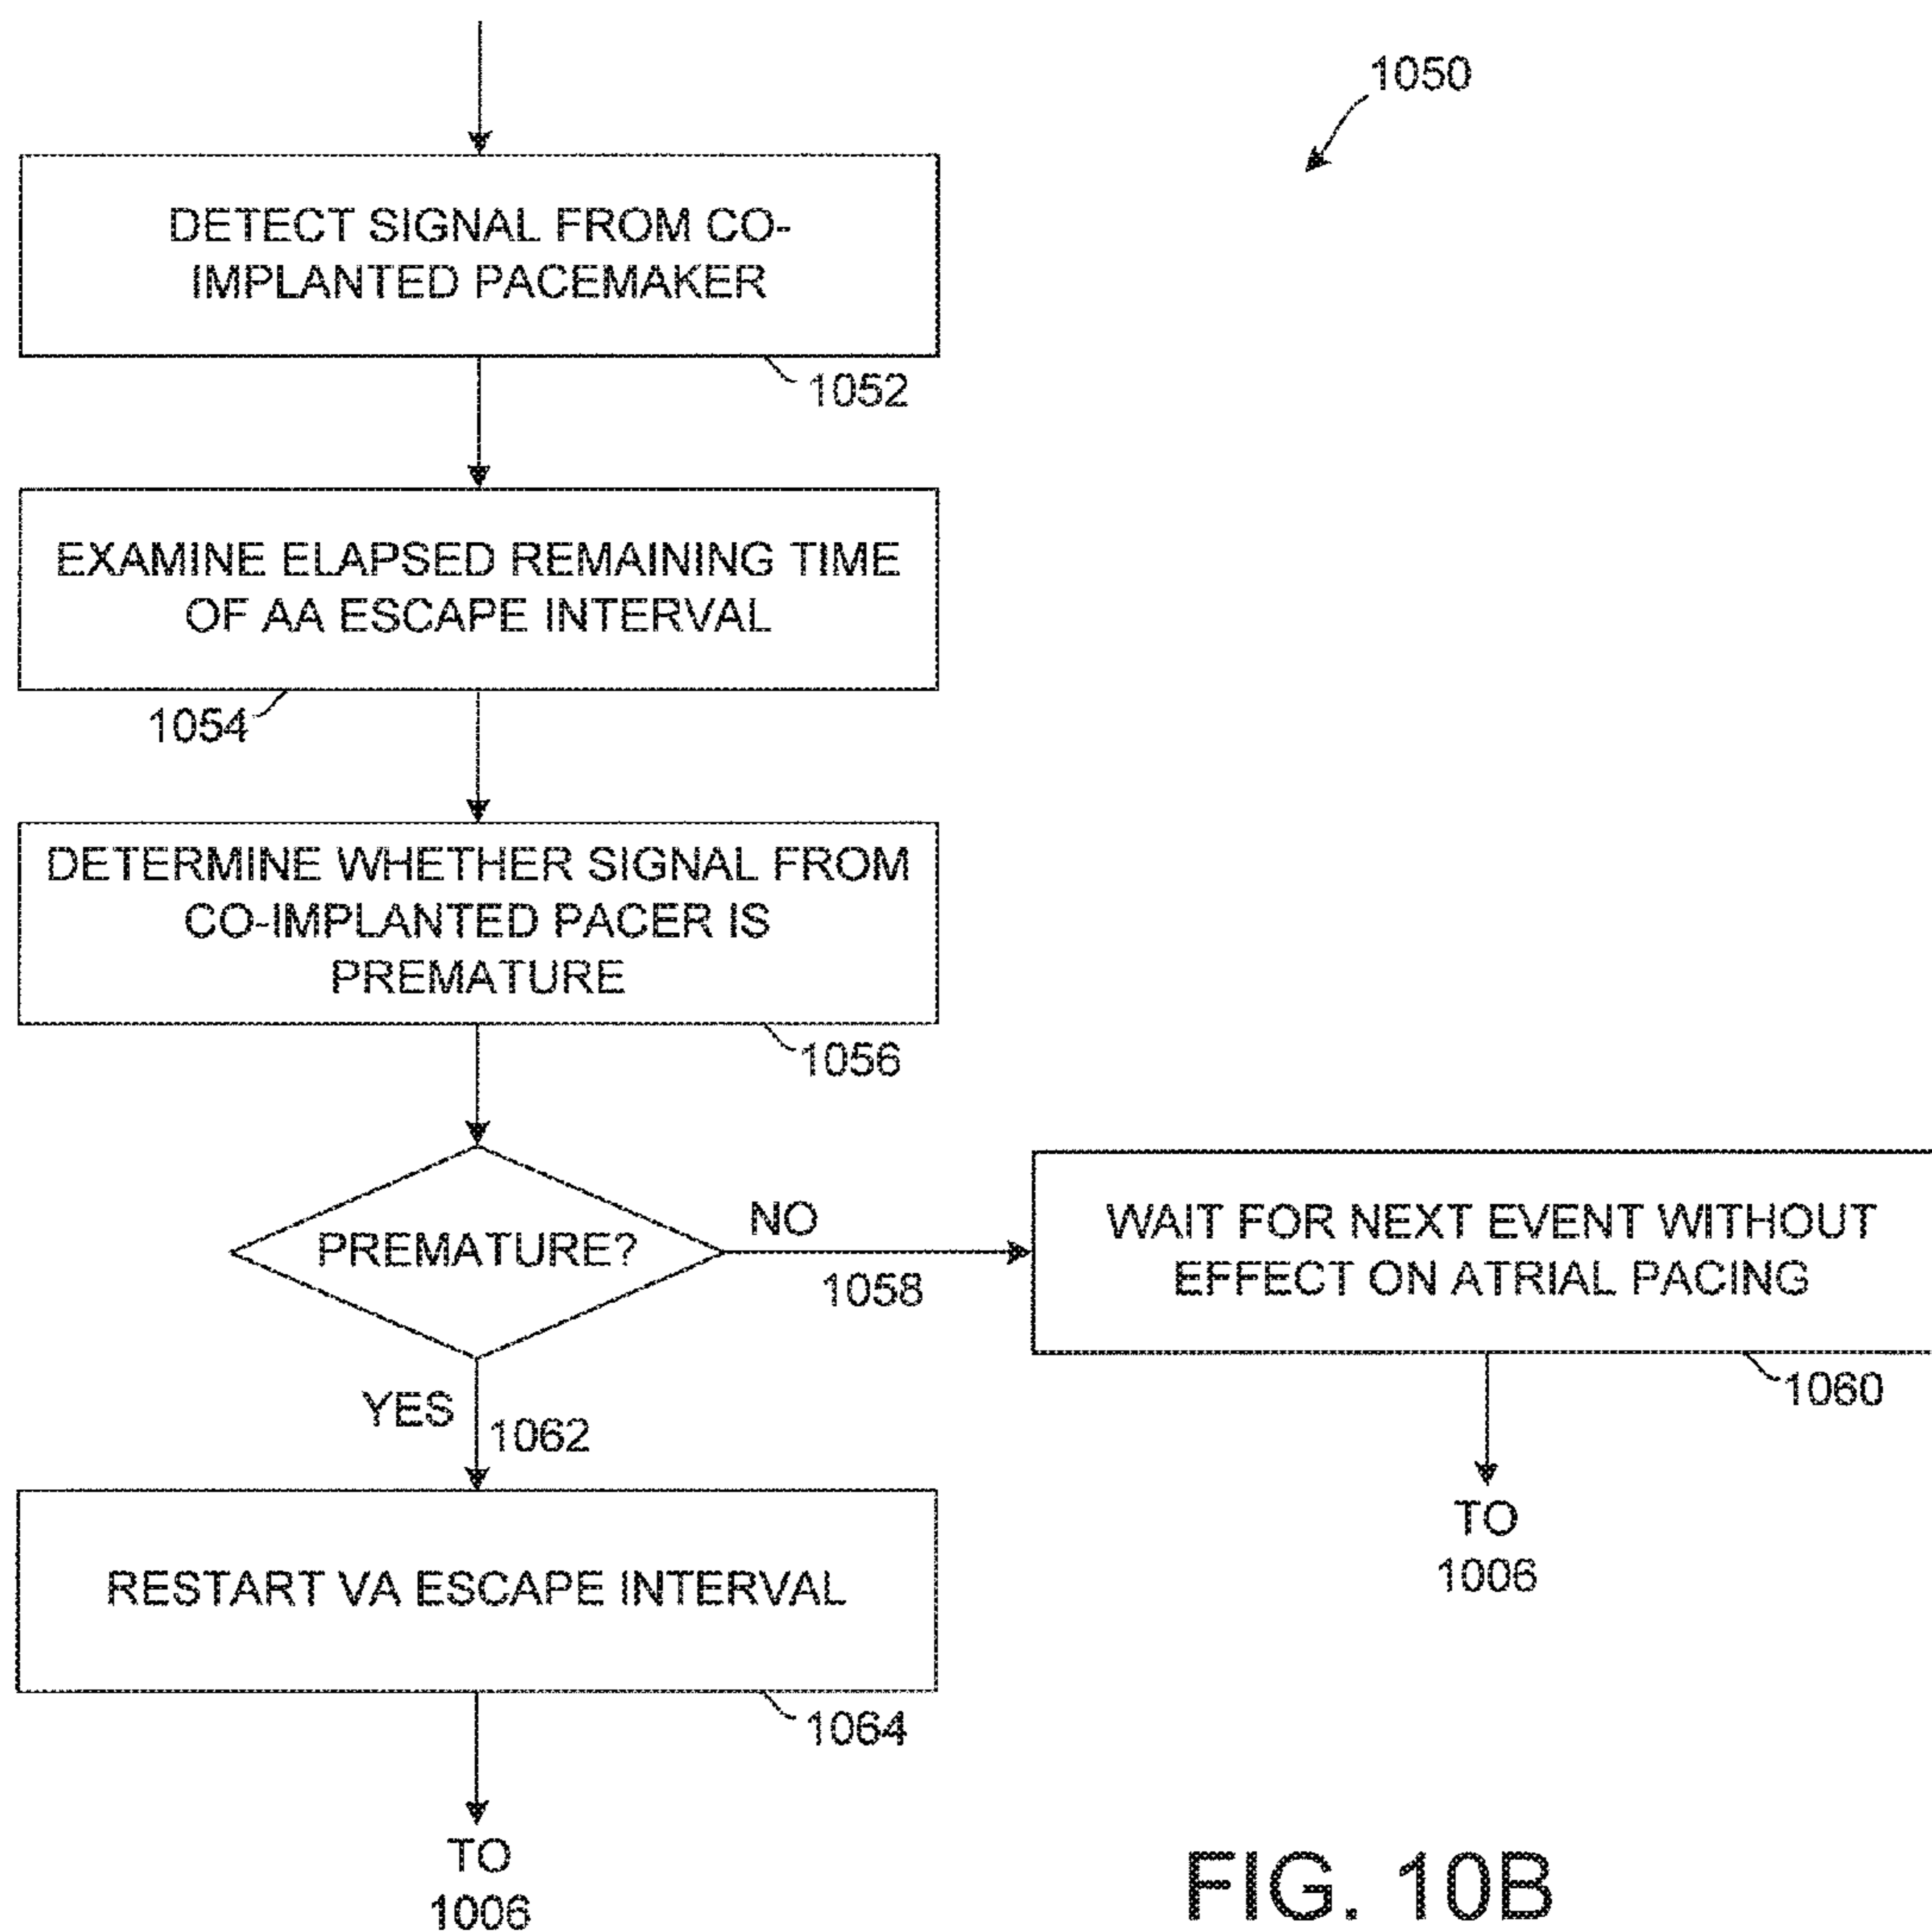 1050
DETECT SIGNAL FROM CO-
IMPLANTED PACEMAKER
1052
EXAMINE ELAPSED REMAINING TIME
OF AA ESCAPE INTERVAL
1054
DETERMINE WHETHER SIGNAL FROM
CO-IMPLANTED PACER IS
PREMATURE
1056
PREMATURE?
NO
1058
WAIT FOR NEXT EVENT WITHOUT
EFFECT ON ATRIAL PACING
1060
TO
1006
YES
1062
RESTART VA ESCAPE INTERVAL
1064
TO
1006
FIG. 10B